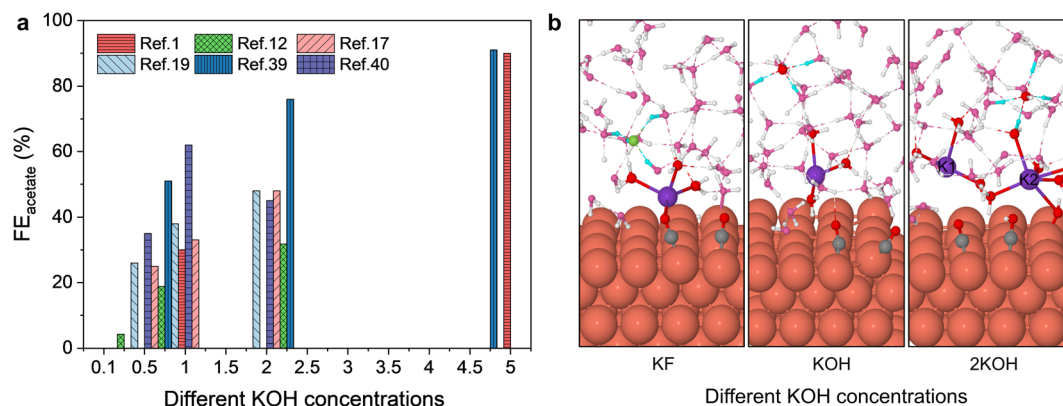 a
FEacetate (%)
100
80
60
40
20
0
Ref.1 Ref.12 Ref.17
Ref.19 Ref.39 Ref.40
0.1 0.5 1 1.5 2 2.5 3 3.5 4 4.5 5
Different KOH concentrations
b
K1 K2
KF KOH 2KOH
Different KOH concentrations